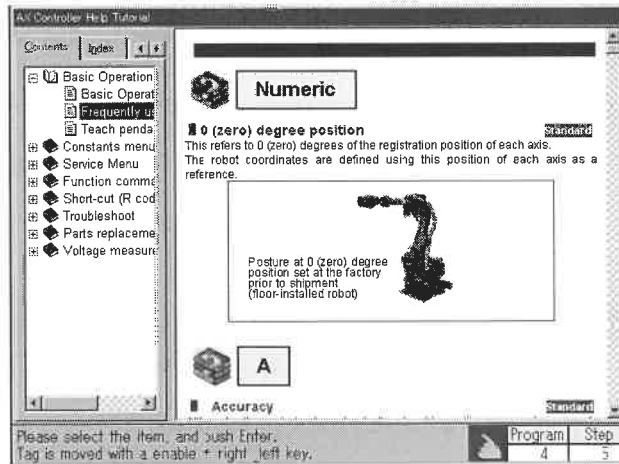 AX Controller Help Tutorial
Contents
Index
Basic Operation
Basic Operat
Frequently us
Teach penda
Constants menu
Service Menu
Function comma
Short-cut (R cod
Troubleshoot
Parts replaceme
Voltage measure
Numeric
0 (zero) degree position
Standard
This refers to 0 (zero) degrees of the registration position of each axis.
The robot coordinates are defined using this position of each axis as a
reference.
Posture at 0 (zero) degree
position set at the factory
prior to shipment
(floor-installed robot)
A
Accuracy
Standard
Please select the item, and push Enter.
Tag is moved with a enable + right left key.
Program
Step
4
5